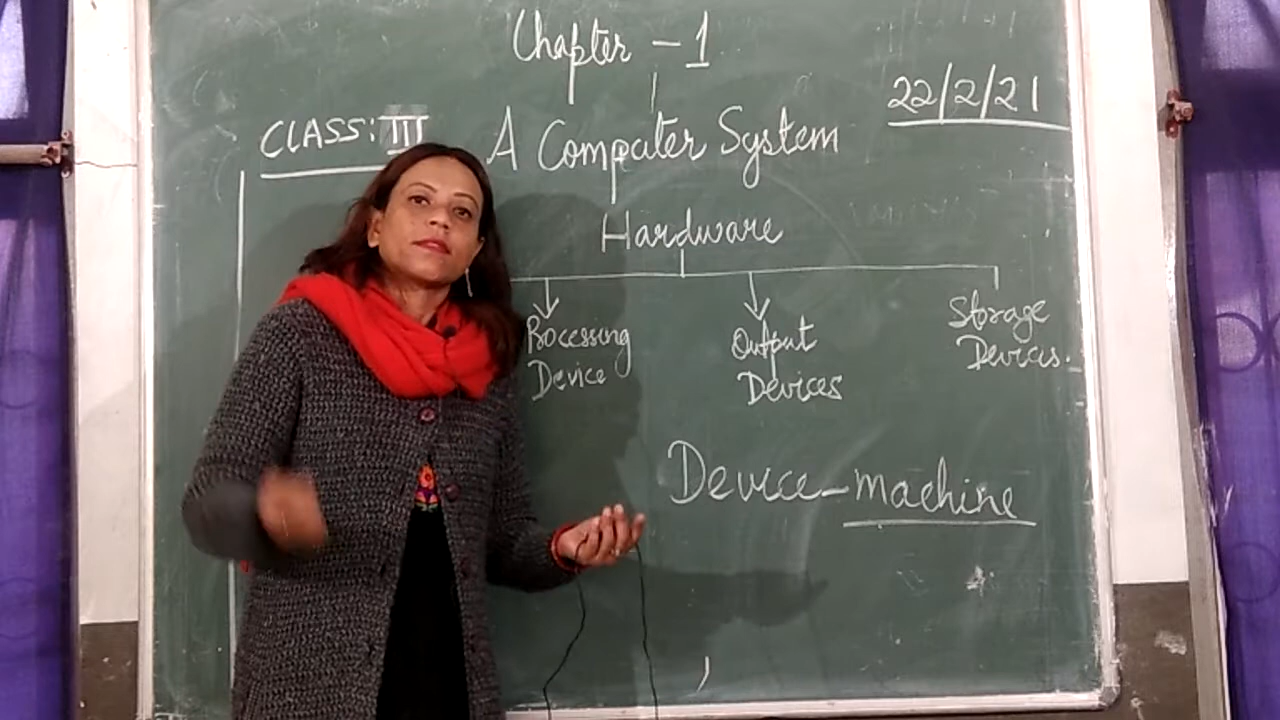 Chapter - 1
22/2/21
CLASS: III
A Computer System
Hardware
Processing
Device
Output
Devices
Storage
Devices.
Device - machine